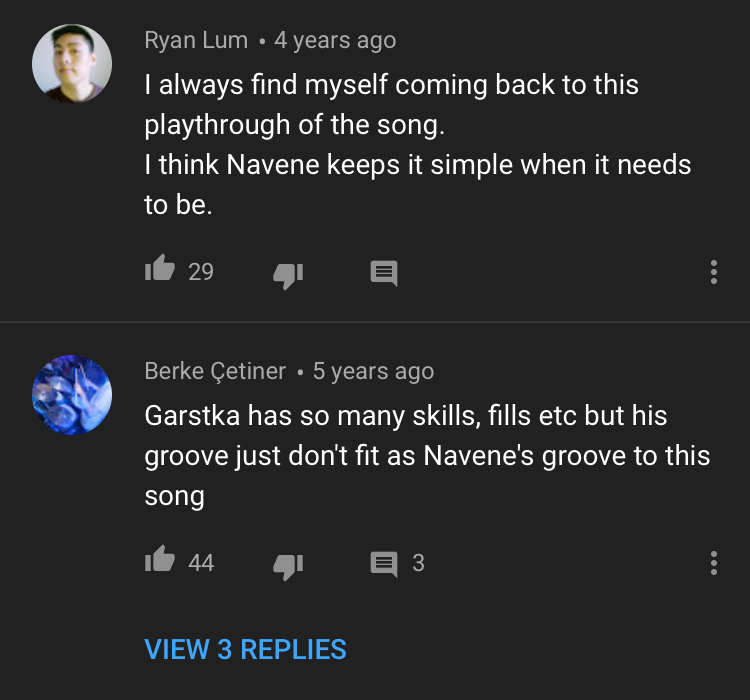 Ryan Lum • 4 years ago
I always find myself coming back to this
playthrough of the song.
I think Navene keeps it simple when it needs
to be.
29
Berke Çetiner • 5 years ago
Garstka has so many skills, fills etc but his
groove just don't fit as Navene's groove to this
song
44 3
VIEW 3 REPLIES